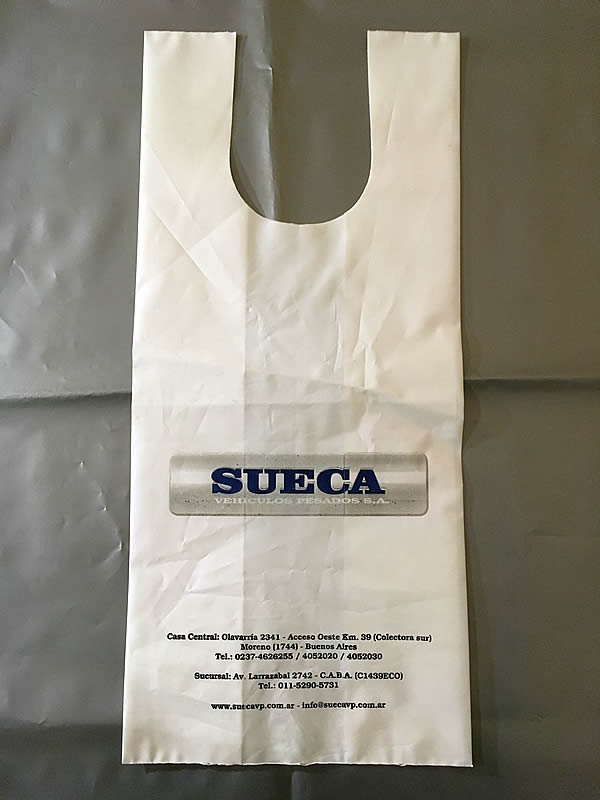 SUECA
VEHICULOS PESADOS S.A.
Casa Central: Olavarría 2341 - Acceso Oeste Km. 39 (Colectora sur)
Moreno (1744) - Buenos Aires
Tel.: 0237-4626255 / 4052020 / 4052030
Sucursal: Av. Larrazábal 2742 - C.A.B.A. (C1439ECO)
Tel.: 011-5290-5731
www.suecavp.com.ar - info@suecavp.com.ar